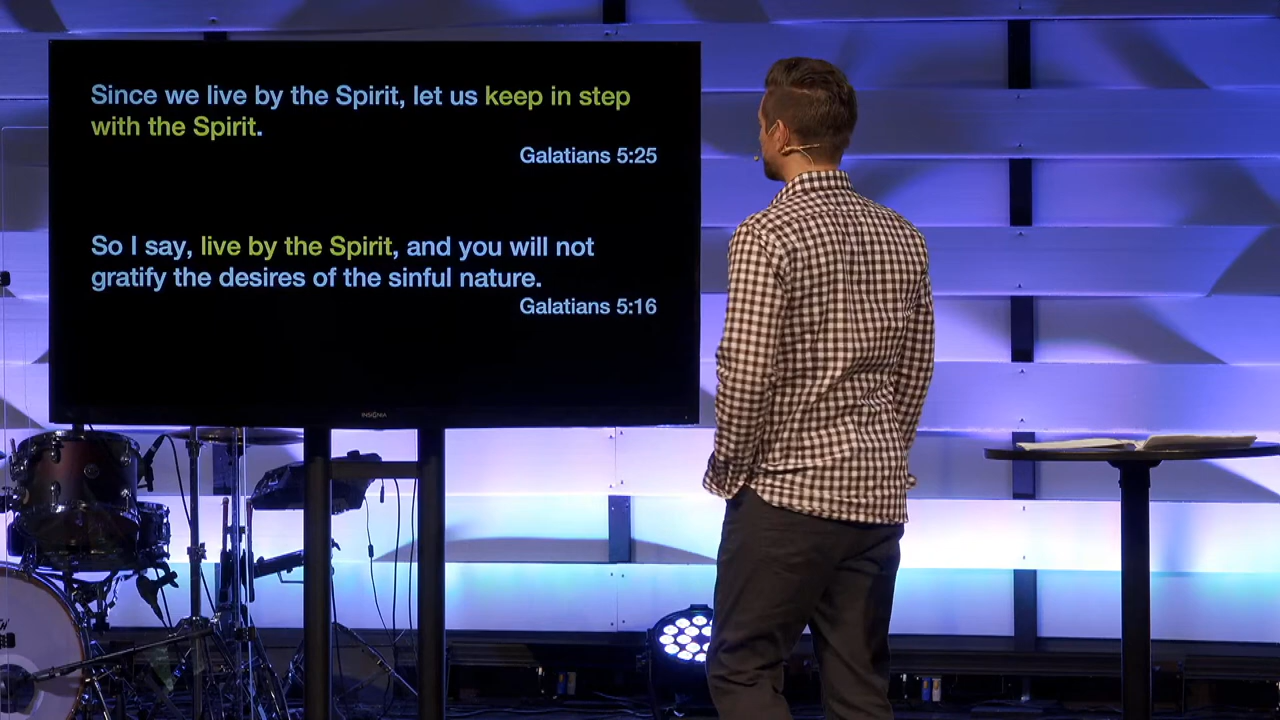 Since we live by the Spirit, let us keep in step
with the Spirit.
Galatians 5:25
So I say, live by the Spirit, and you will not
gratify the desires of the sinful nature.
Galatians 5:16
INSIGNIA